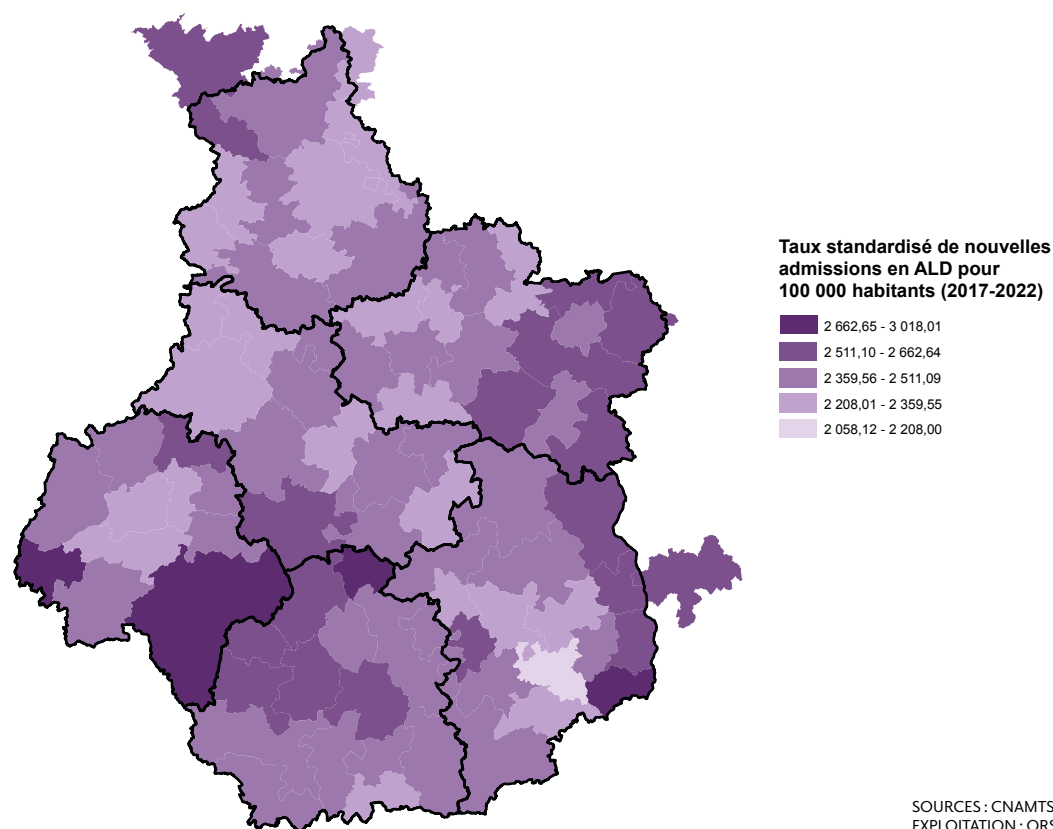 Taux standardisé de nouvelles
admissions en ALD pour
100 000 habitants (2017-2022)
2 662,65 - 3 018,01
2 511,10 - 2 662,64
2 359,56 - 2 511,09
2 208,01 - 2 359,55
2 058,12 - 2 208,00
SOURCES : CNAMTS
EXPLOITATION : ORS